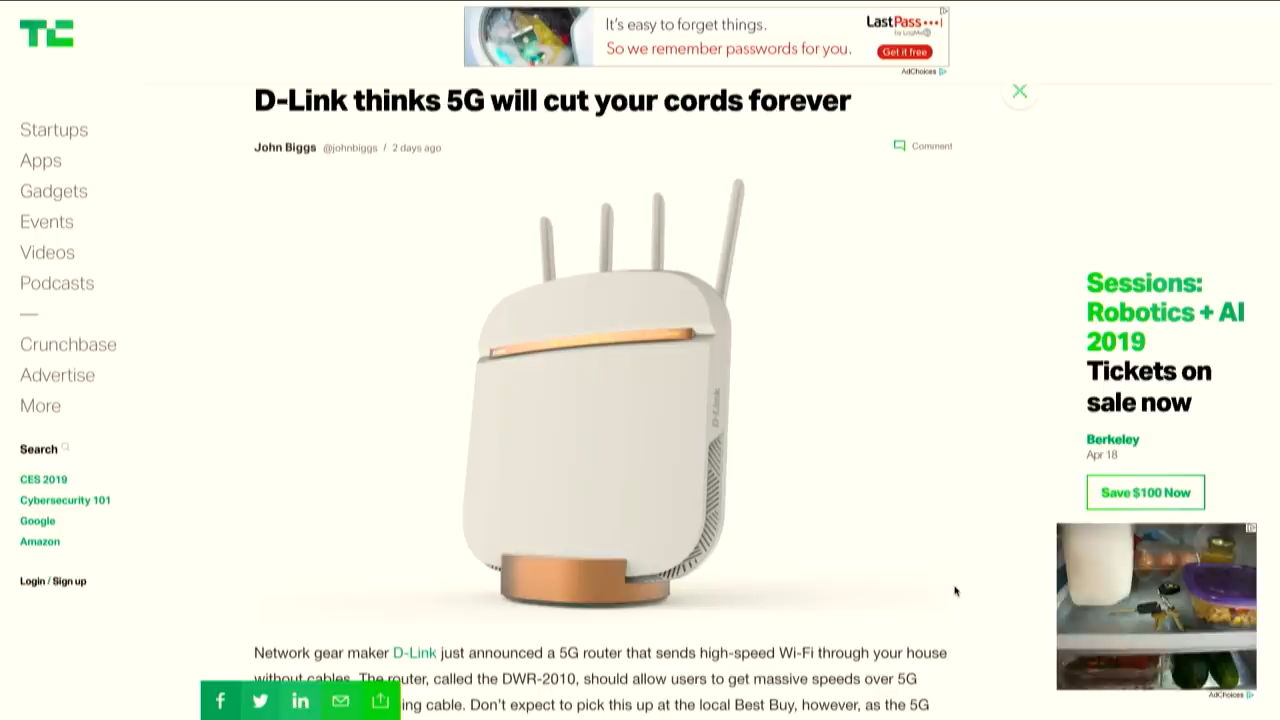 TC
It's easy to forget things.
So we remember passwords for you.
LastPass
by LogMeIn
Get it free
AdChoices
D-Link thinks 5G will cut your cords forever
John Biggs @johnbiggs / 2 days ago
Comment
Startups
Apps
Gadgets
Events
Videos
Podcasts
Crunchbase
Advertise
More
Search
CES 2019
Cybersecurity 101
Google
Amazon
Login / Sign up
D-Link
Sessions:
Robotics + AI
2019
Tickets on
sale now
Berkeley
Apr 18
Save $100 Now
AdChoices
Network gear maker D-Link just announced a 5G router that sends high-speed Wi-Fi through your house
without cables. The router, called the DWR-2010, should allow users to get massive speeds over 5G
ing cable. Don't expect to pick this up at the local Best Buy, however, as the 5G